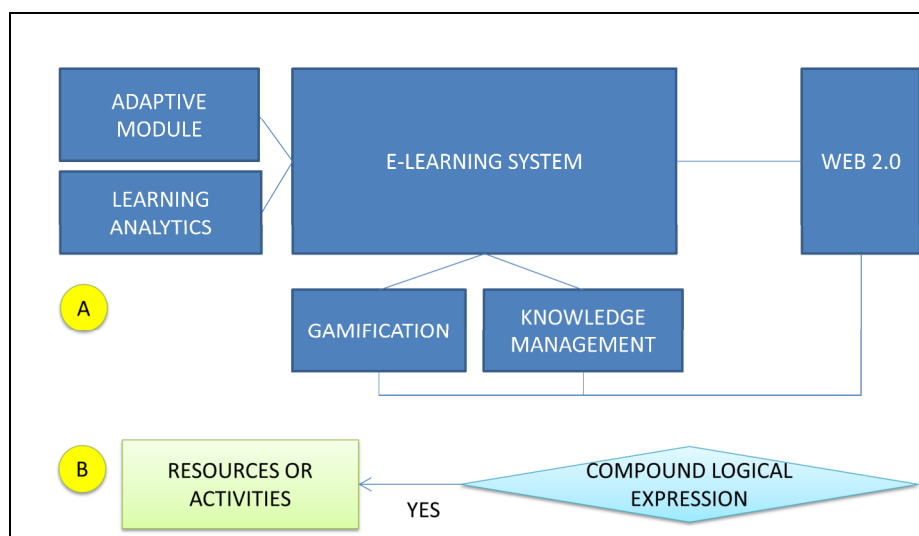 ADAPTIVE
MODULE
LEARNING
ANALYTICS
E-LEARNING SYSTEM
WEB 2.0
A
GAMIFICATION
KNOWLEDGE
MANAGEMENT
B
RESOURCES OR
ACTIVITIES
YES
COMPOUND LOGICAL
EXPRESSION